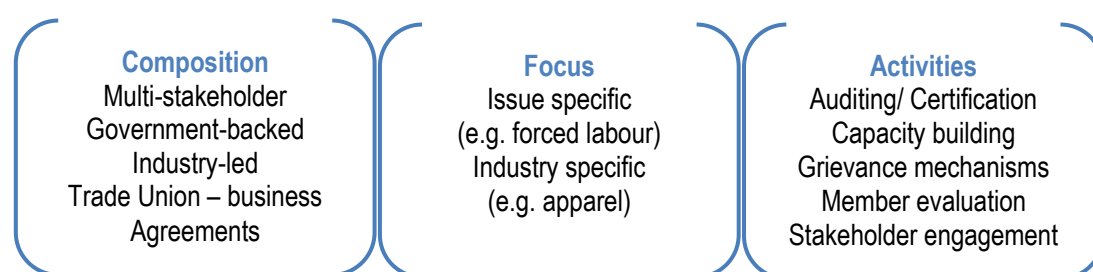 Composition
Multi-stakeholder
Government-backed
Industry-led
Trade Union – business
Agreements
Focus
Issue specific
(e.g. forced labour)
Industry specific
(e.g. apparel)
Activities
Auditing/ Certification
Capacity building
Grievance mechanisms
Member evaluation
Stakeholder engagement